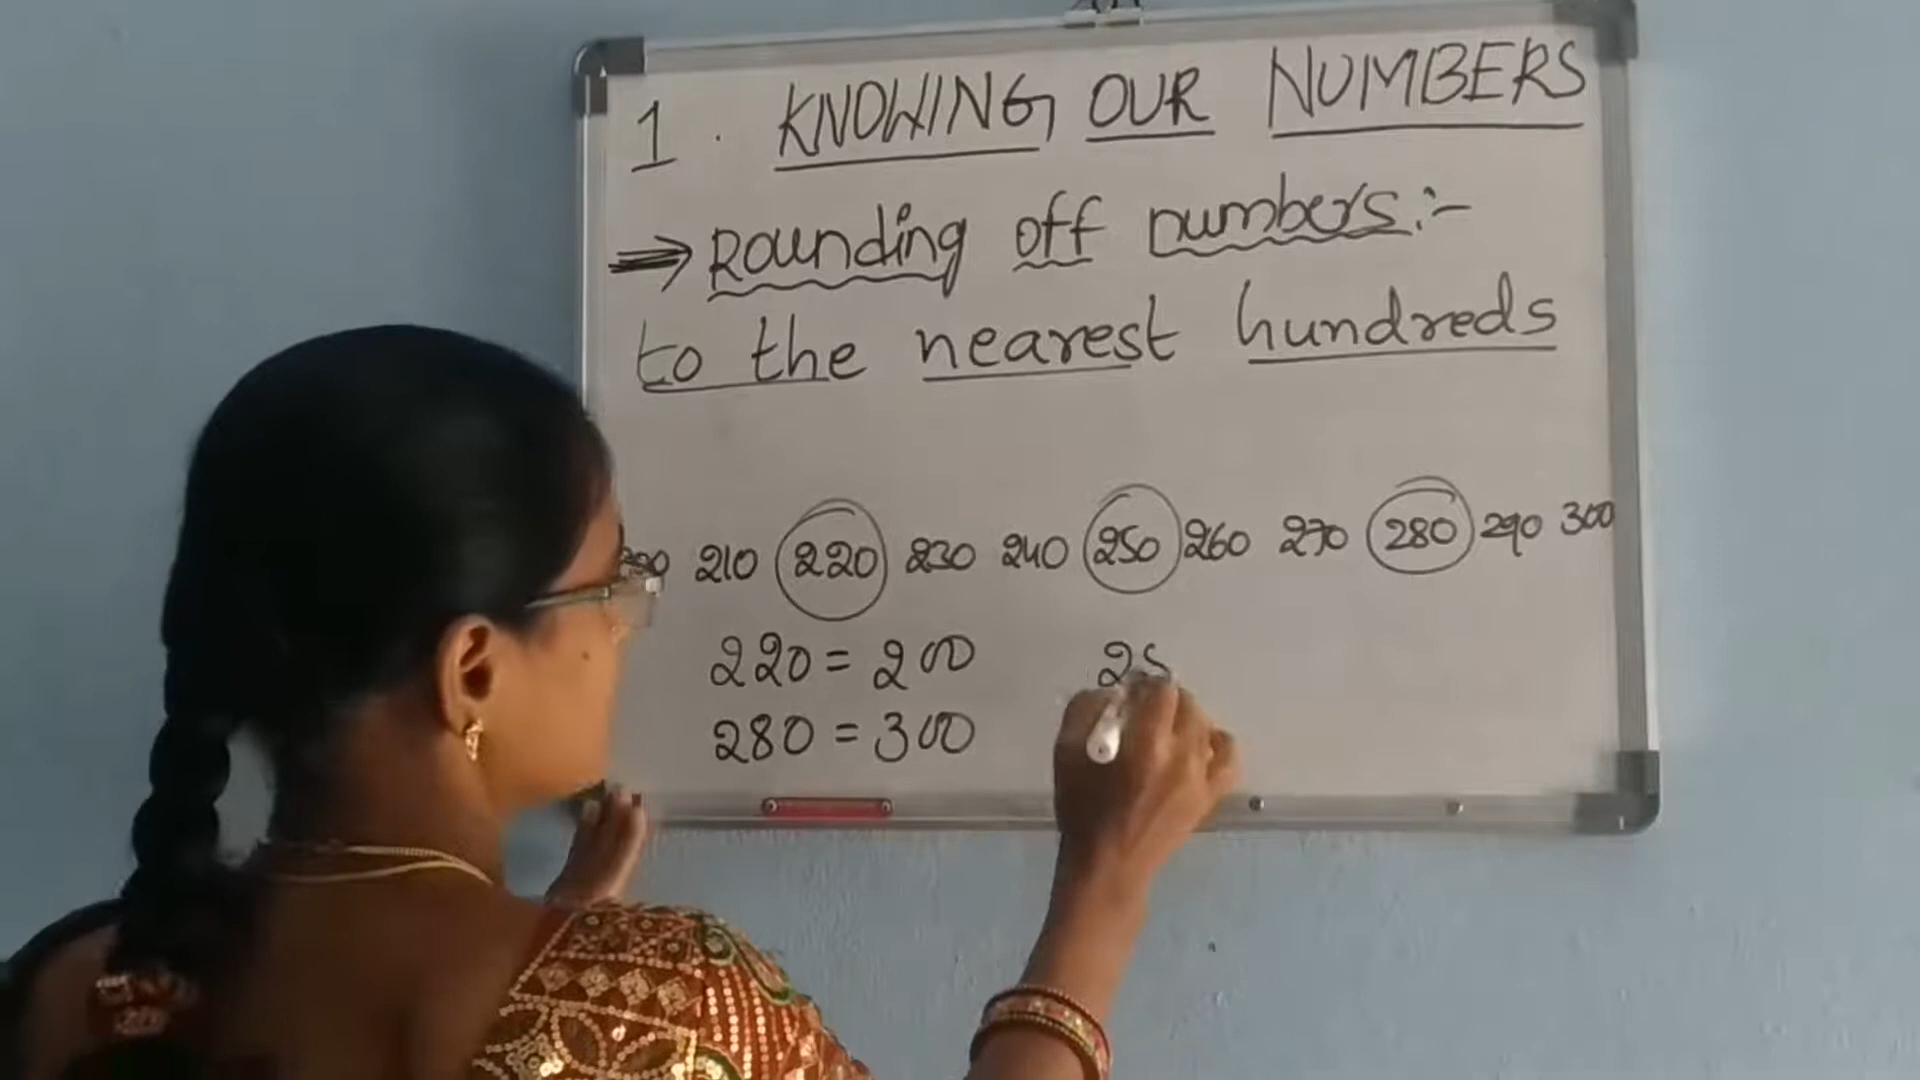 1. KNOWING OUR NUMBERS
⇒ Rounding off numbers:-
to the nearest hundreds
200 210 220 230 240 250 260 270 280 290 300
220 = 200 25
280 = 300